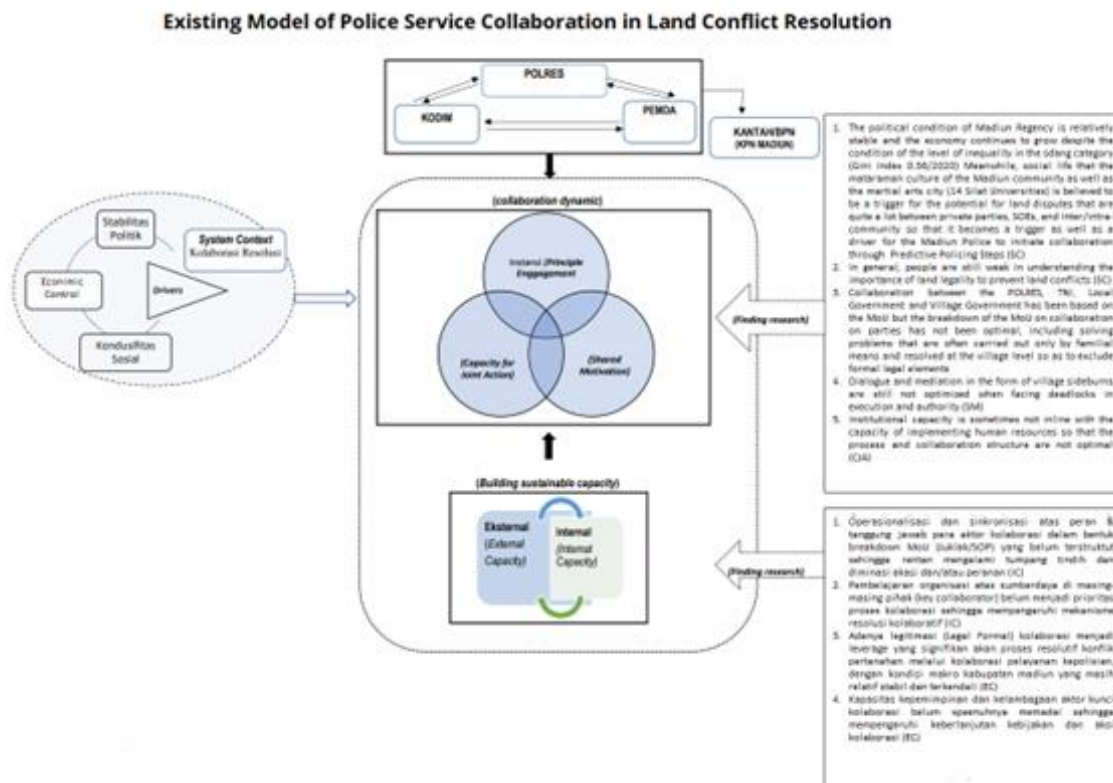 Existing Model of Police Service Collaboration in Land Conflict Resolution
POLRES
KODIM
PEMDA
KANTAH/BPN
(KPN MADIUN)
(collaboration dynamic)
Stabilitas
Politik
System Context
Kolaborasi Resolusi
Economic
Control
Drivers
Kondusifitas
Sosial
Instansi (Principle
Enggagement
(Capacity for
Joint Action)
(Shared
Motivation)
(Finding research)
(Building sustainable capacity)
Eksternal
(External
Capacity)
Internal
(Internal
Capacity)
(Finding research)
1. The political condition of Madiun Regency is relatively
stable and the economy continues to grow despite the
condition of the level of inequality in the sdang category
(Gini Index 0.56/2020) Meanwhile, social life that the
mataraman culture of the Madiun community as well as
the martial arts city (14 Silat Universities) is believed to
be a trigger for the potential for land disputes that are
quite a lot between private parties, SOEs, and inter/intra-
community so that it becomes a trigger as well as a
driver for the Madiun Police to initiate collaboration
through Predictive Policing Steps (SC)
2. In general, people are still weak in understanding the
importance of land legality to prevent land conflicts (SC)
3. Collaboration between the POLRES, TNI, Local
Government and Village Government has been based on
the MoU but the breakdown of the MoU on collaboration
on parties has not been optimal, including solving
problems that are often carried out only by familial
means and resolved at the village level so as to exclude
formal legal elements
4. Dialogue and mediation in the form of village sideburns
are still not optimized when facing deadlocks in
execution and authority (SM)
5. Institutional capacity is sometimes not inline with the
capacity of implementing human resources so that the
process and collaboration structure are not optimal
(CJA)
1. Operasionalisasi dan sinkronisasi atas peran &
tanggung jawab para aktor kolaborasi dalam bentuk
breakdown MoU (Juklak/SOP) yang belum terstruktur
sehingga rentan mengalami tumpang tindih dan
diminasi akasi dan/atau peranan (IC)
2. Pembelajaran organisasi atas sumberdaya di masing-
masing pihak (key collaborator) belum menjadi prioritas
proses kolaborasi sehingga mempangaruhi mekanisme
resolusi kolaboratif (IC)
3. Adanya legitimasi (Legal Formal) kolaborasi menjadi
leverage yang signifikan akan proses resolutif konflik
pertanahan melalui kolaborasi pelayanan kepolisian,
dengan kondisi makro kabupaten madiun yang masih
relatif stabil dan terkendali (EC)
4. Kapasitas kepemimpinan dan kelambagaan aktor kunci
kolaborasi belum sepenuhnya memadai sehingga
mempengaruhi keberlanjutan kebijakan dan aksi
kolaborasi (EC)